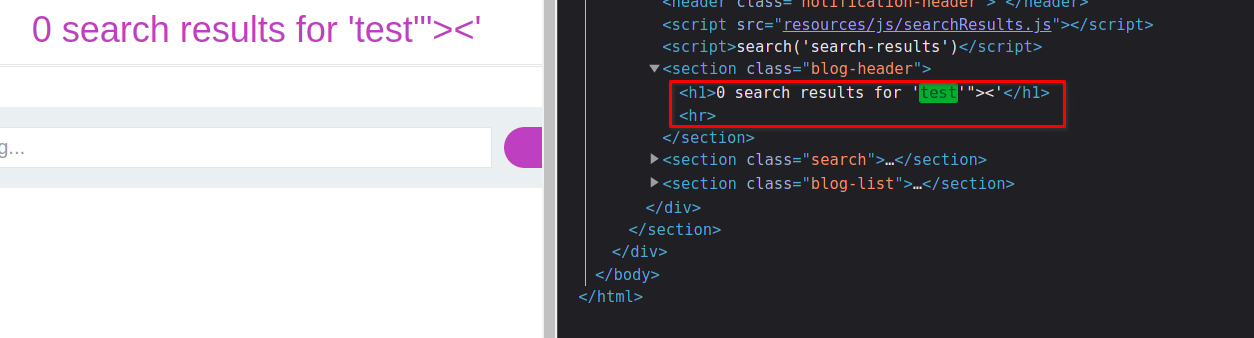 0 search results for 'test'"><'
g...
<header class="notification-header"></header>
<script src="resources/js/searchResults.js"></script>
<script>search('search-results')</script>
▼<section class="blog-header">
<h1>0 search results for 'test'"><'</h1>
<hr>
</section>
▶<section class="search">…</section>
▶<section class="blog-list">…</section>
</div>
</section>
</div>
</body>
</html>